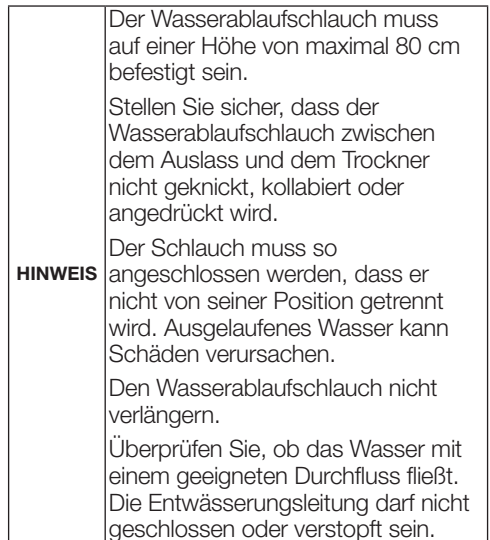 Der Wasserablaufschlauch muss
auf einer Höhe von maximal 80 cm
befestigt sein.
Stellen Sie sicher, dass der
Wasserablaufschlauch zwischen
dem Auslass und dem Trockner
nicht geknickt, kollabiert oder
angedrückt wird.
Der Schlauch muss so
HINWEIS angeschlossen werden, dass er
nicht von seiner Position getrennt
wird. Ausgelaufenes Wasser kann
Schäden verursachen.
Den Wasserablaufschlauch nicht
verlängern.
Überprüfen Sie, ob das Wasser mit
einem geeigneten Durchfluss fließt.
Die Entwässerungsleitung darf nicht
geschlossen oder verstopft sein.